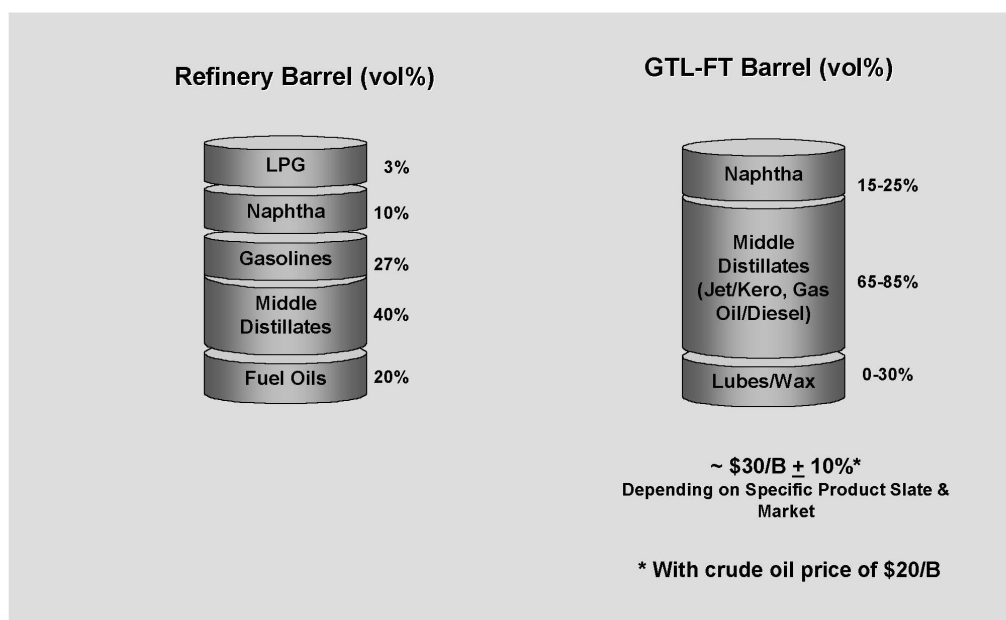 Refinery Barrel (vol%)
LPG 3%
Naphtha 10%
Gasolines 27%
Middle
Distillates 40%
Fuel Oils 20%
GTL-FT Barrel (vol%)
Naphtha 15-25%
Middle
Distillates
(Jet/Kero, Gas
Oil/Diesel)
65-85%
Lubes/Wax 0-30%
~ $30/B ± 10%*
Depending on Specific Product Slate &
Market
* With crude oil price of $20/B